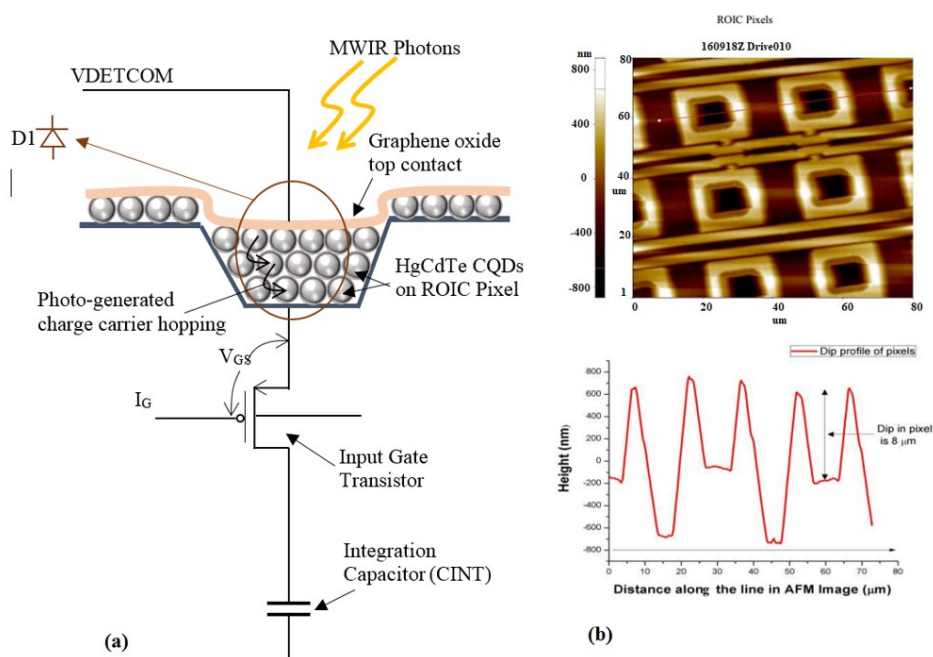 VDETCOM
MWIR Photons
D1
Graphene oxide
top contact
HgCdTe CQDs
on ROIC Pixel
Photo-generated
charge carrier hopping
VGS
IG
Input Gate
Transistor
Integration
Capacitor (CINT)
(a)
ROIC Pixels
160918Z Drive010
nm
800
400
0
-400
-800
80
60
40
um
20
1
20
40
60
80
um
Dip profile of pixels
Dip in pixel
is 8 μm
Height (nm)
800
600
400
200
0
-200
-400
-600
-800
0
10
20
30
40
50
60
70
80
Distance along the line in AFM Image (μm)
(b)